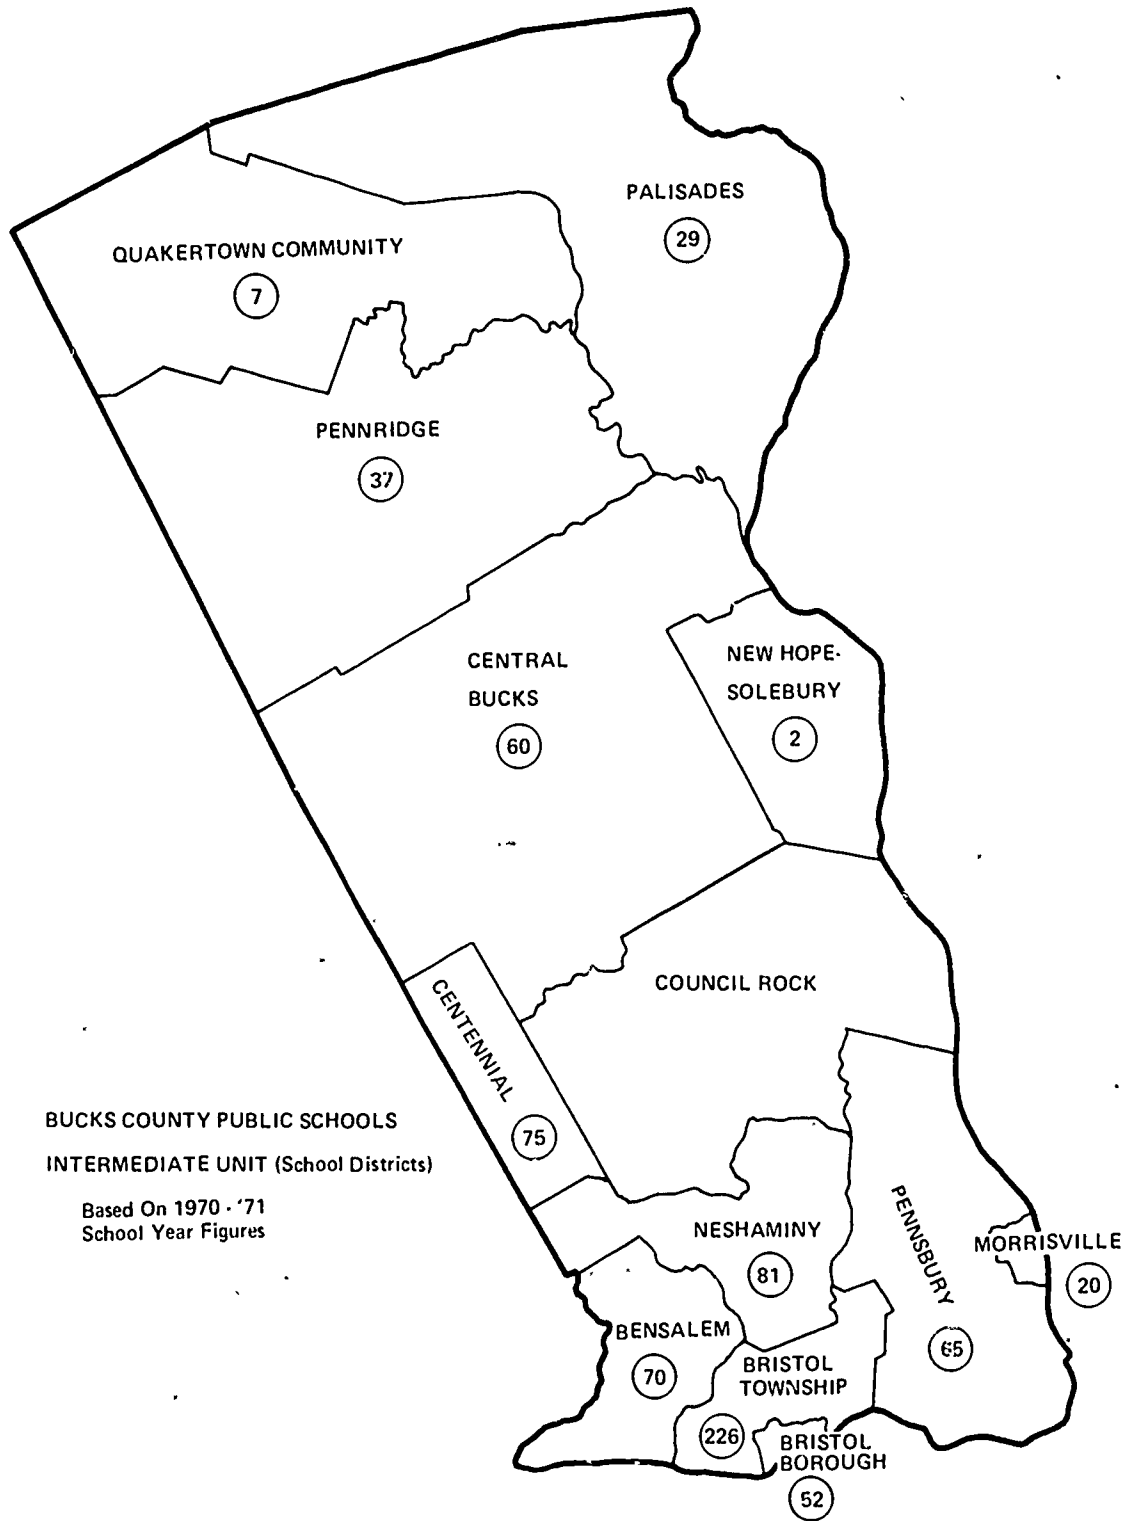 PALISADES
29
QUAKERTOWN COMMUNITY
7
PENNRIDGE
37
CENTRAL
BUCKS
60
NEW HOPE-
SOLEBURY
2
COUNCIL ROCK
CENTENNIAL
75
BUCKS COUNTY PUBLIC SCHOOLS
INTERMEDIATE UNIT (School Districts)
Based On 1970 - '71
School Year Figures
NESHAMINY
81
PENNSBURY
65
MORRISVILLE
20
BENSALEM
70
BRISTOL
TOWNSHIP
226
BRISTOL
BOROUGH
52